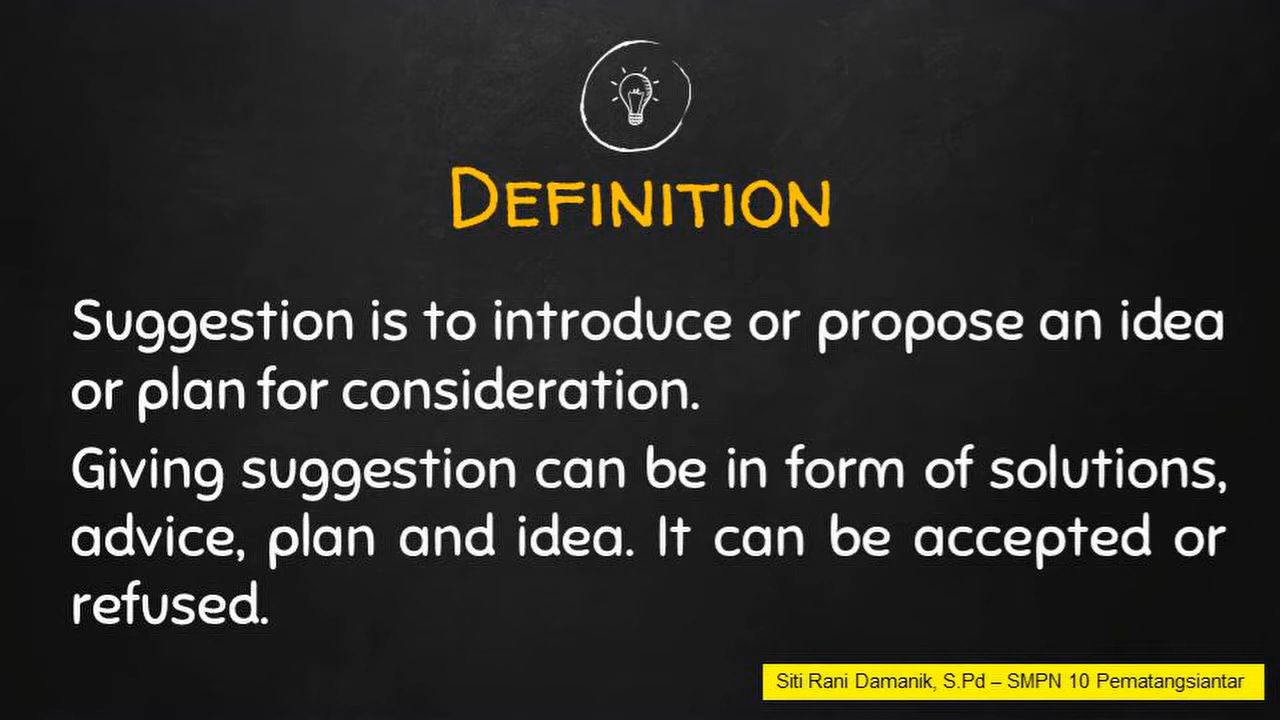 DEFINITION
Suggestion is to introduce or propose an idea
or plan for consideration.
Giving suggestion can be in form of solutions,
advice, plan and idea. It can be accepted or
refused.
Siti Rani Damanik, S.Pd – SMPN 10 Pematangsiantar